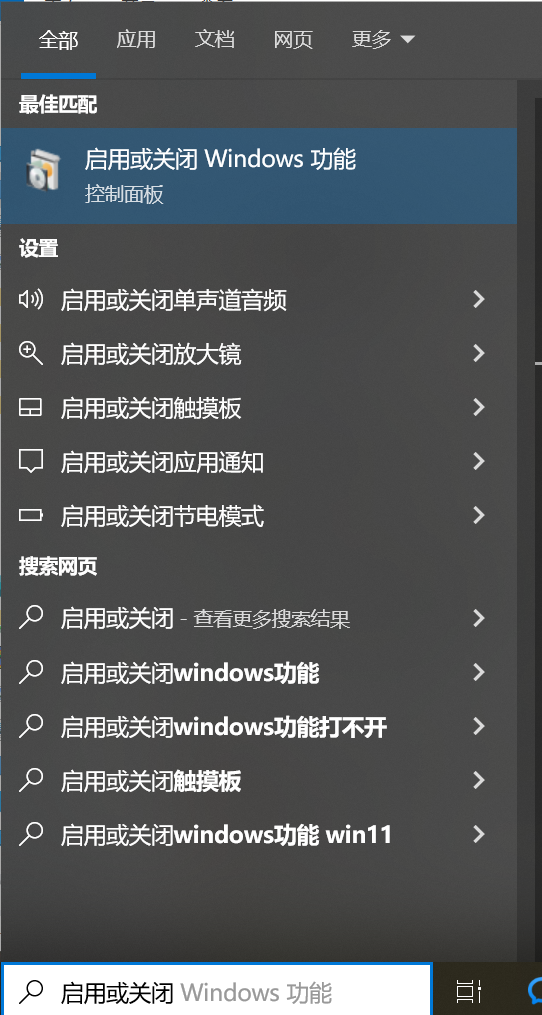 全部 应用 文档 网页 更多
最佳匹配
启用或关闭 Windows 功能
控制面板
设置
启用或关闭单声道音频
启用或关闭放大镜
启用或关闭触摸板
启用或关闭应用通知
启用或关闭节电模式
搜索网页
启用或关闭 - 查看更多搜索结果
启用或关闭windows功能
启用或关闭windows功能打不开
启用或关闭触摸板
启用或关闭windows功能 win11
启用或关闭 Windows 功能